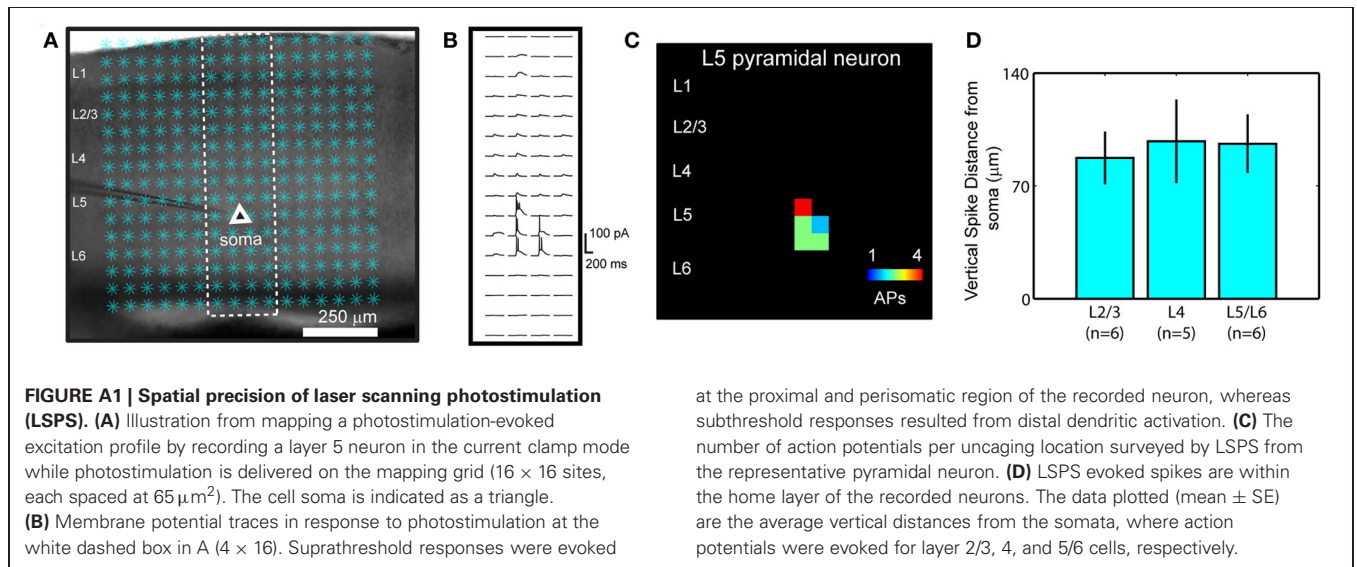 A
L1
L2/3
L4
L5
L6
soma
250 μm
B
100 pA
200 ms
C
L5 pyramidal neuron
L1
L2/3
L4
L5
L6
1 4
APs
D
Vertical Spike Distance from
soma (μm)
140
70
0
L2/3 L4 L5/L6
(n=6) (n=5) (n=6)
FIGURE A1 | Spatial precision of laser scanning photostimulation
(LSPS). (A) Illustration from mapping a photostimulation-evoked
excitation profile by recording a layer 5 neuron in the current clamp mode
while photostimulation is delivered on the mapping grid (16 × 16 sites,
each spaced at 65 μm²). The cell soma is indicated as a triangle.
(B) Membrane potential traces in response to photostimulation at the
white dashed box in A (4 × 16). Suprathreshold responses were evoked
at the proximal and perisomatic region of the recorded neuron, whereas
subthreshold responses resulted from distal dendritic activation. (C) The
number of action potentials per uncaging location surveyed by LSPS from
the representative pyramidal neuron. (D) LSPS evoked spikes are within
the home layer of the recorded neurons. The data plotted (mean ± SE)
are the average vertical distances from the somata, where action
potentials were evoked for layer 2/3, 4, and 5/6 cells, respectively.